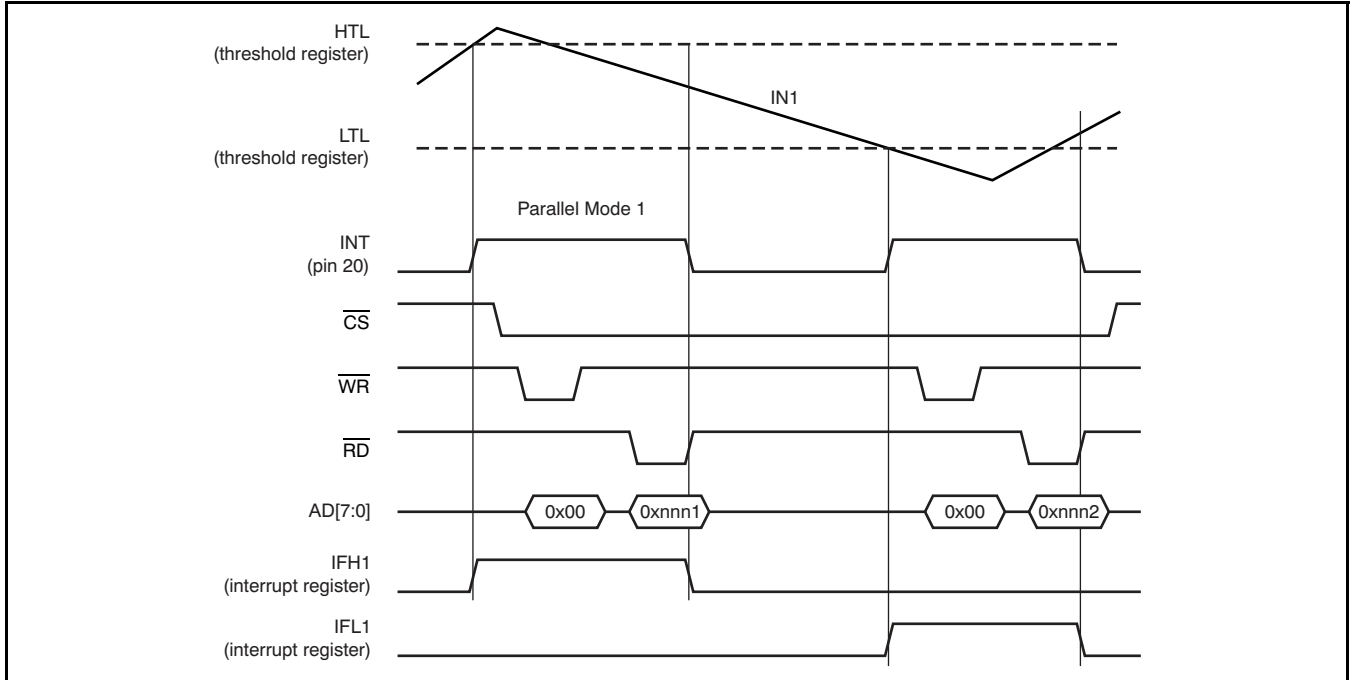 HTL
(threshold register)
IN1
LTL
(threshold register)
Parallel Mode 1
INT
(pin 20)
CS
WR
RD
AD[7:0]
0x00
0xnnn1
0x00
0xnnn2
IFH1
(interrupt register)
IFL1
(interrupt register)